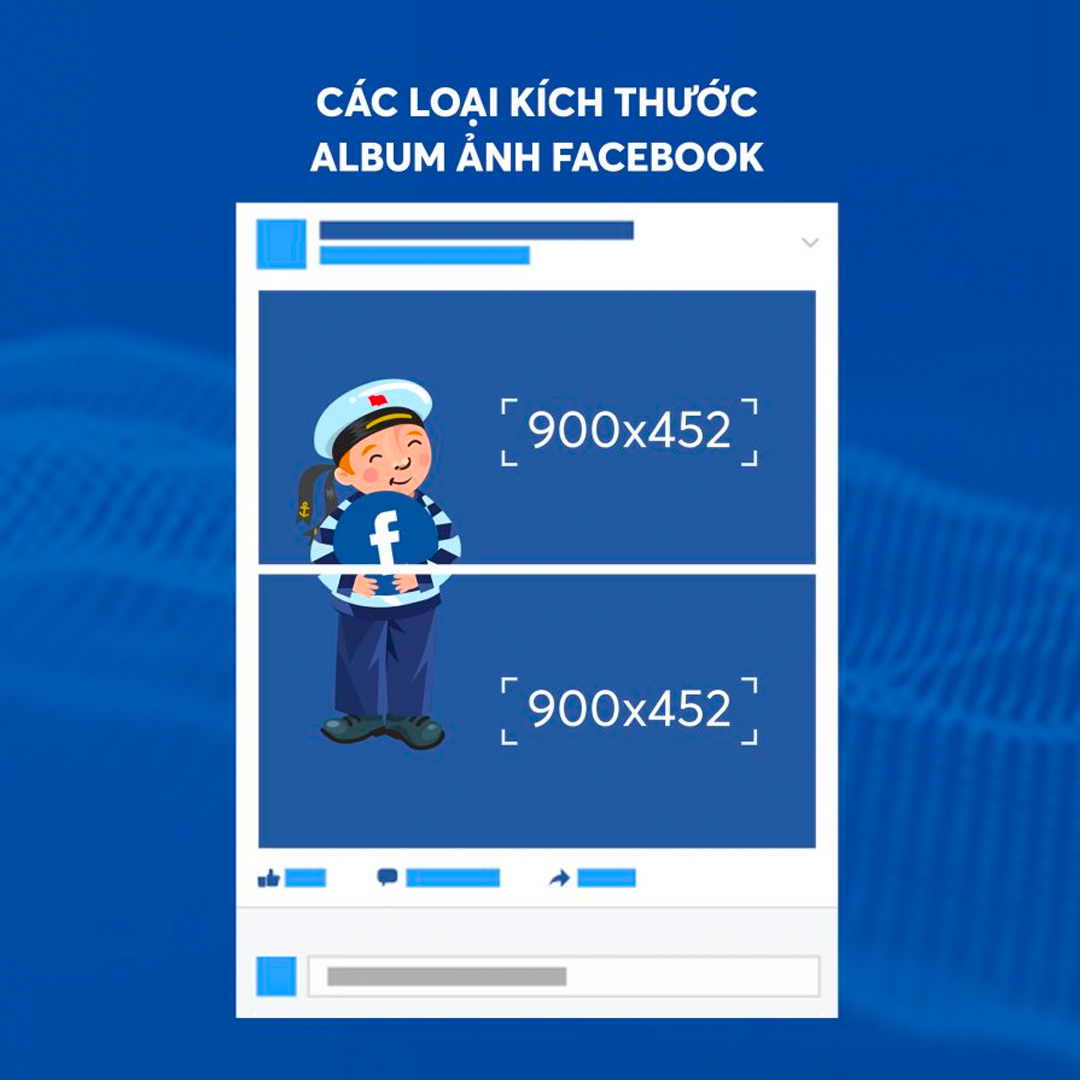 CÁC LOẠI KÍCH THƯỚC
ALBUM ẢNH FACEBOOK
900x452
f
900x452